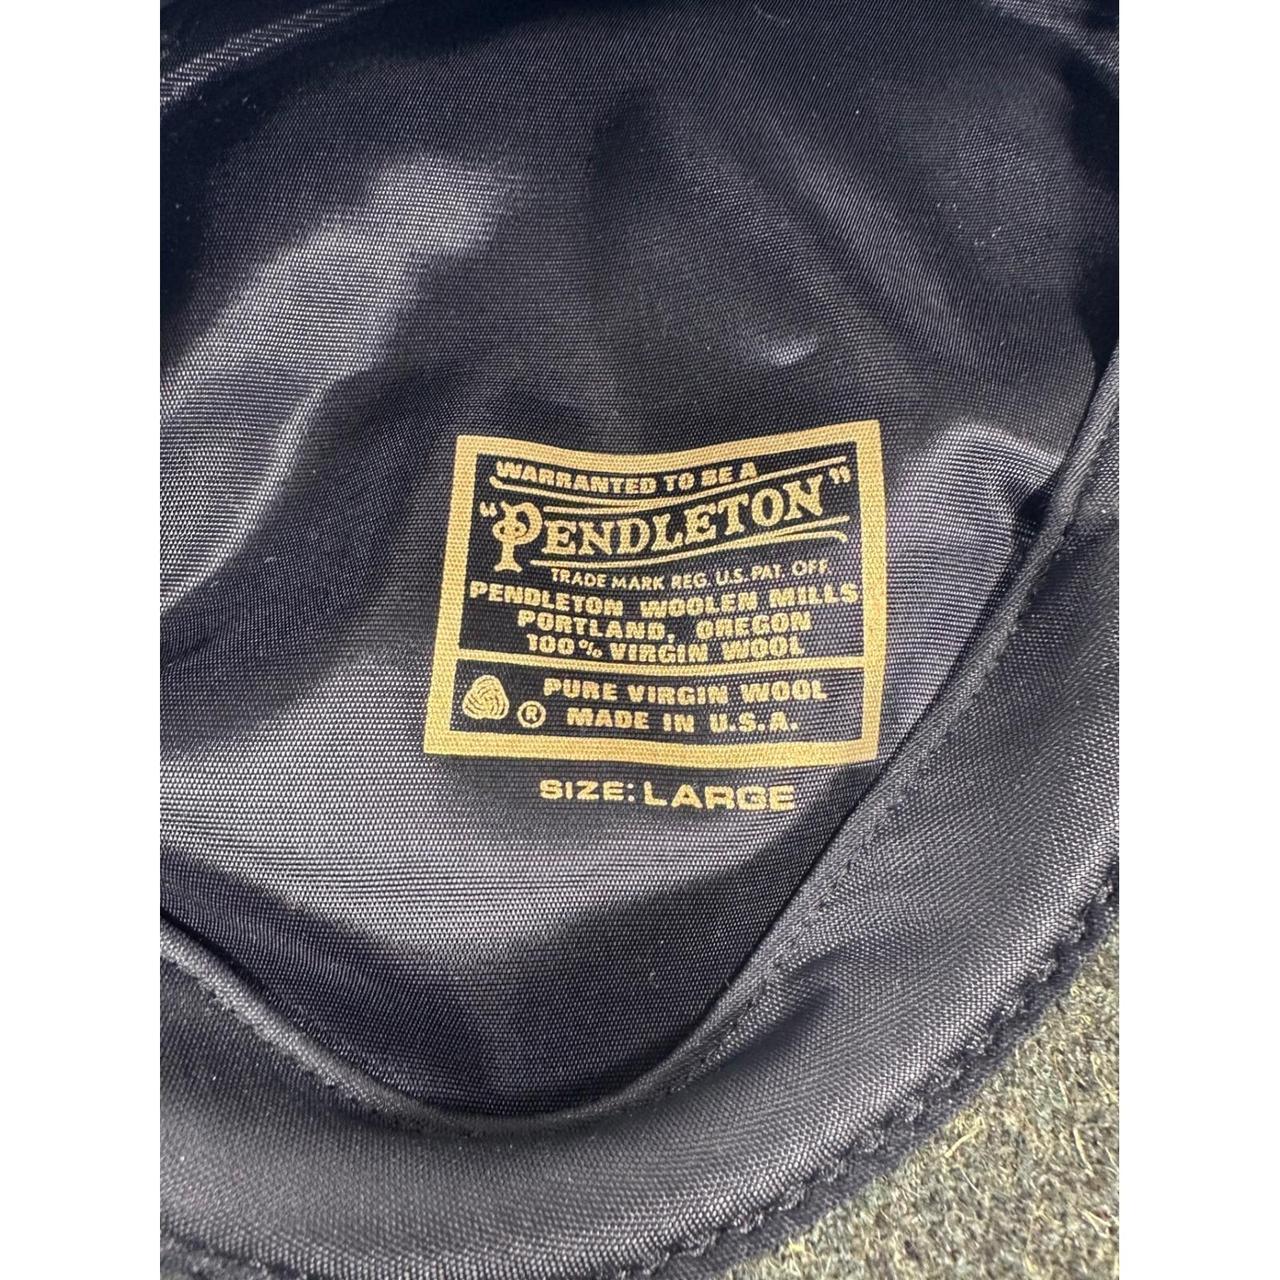 WARRANTED TO BE A
"PENDLETON"
TRADE MARK REG. U.S. PAT. OFF
PENDLETON WOOLEN MILLS
PORTLAND, OREGON
100% VIRGIN WOOL
PURE VIRGIN WOOL
® MADE IN U.S.A.
SIZE: LARGE